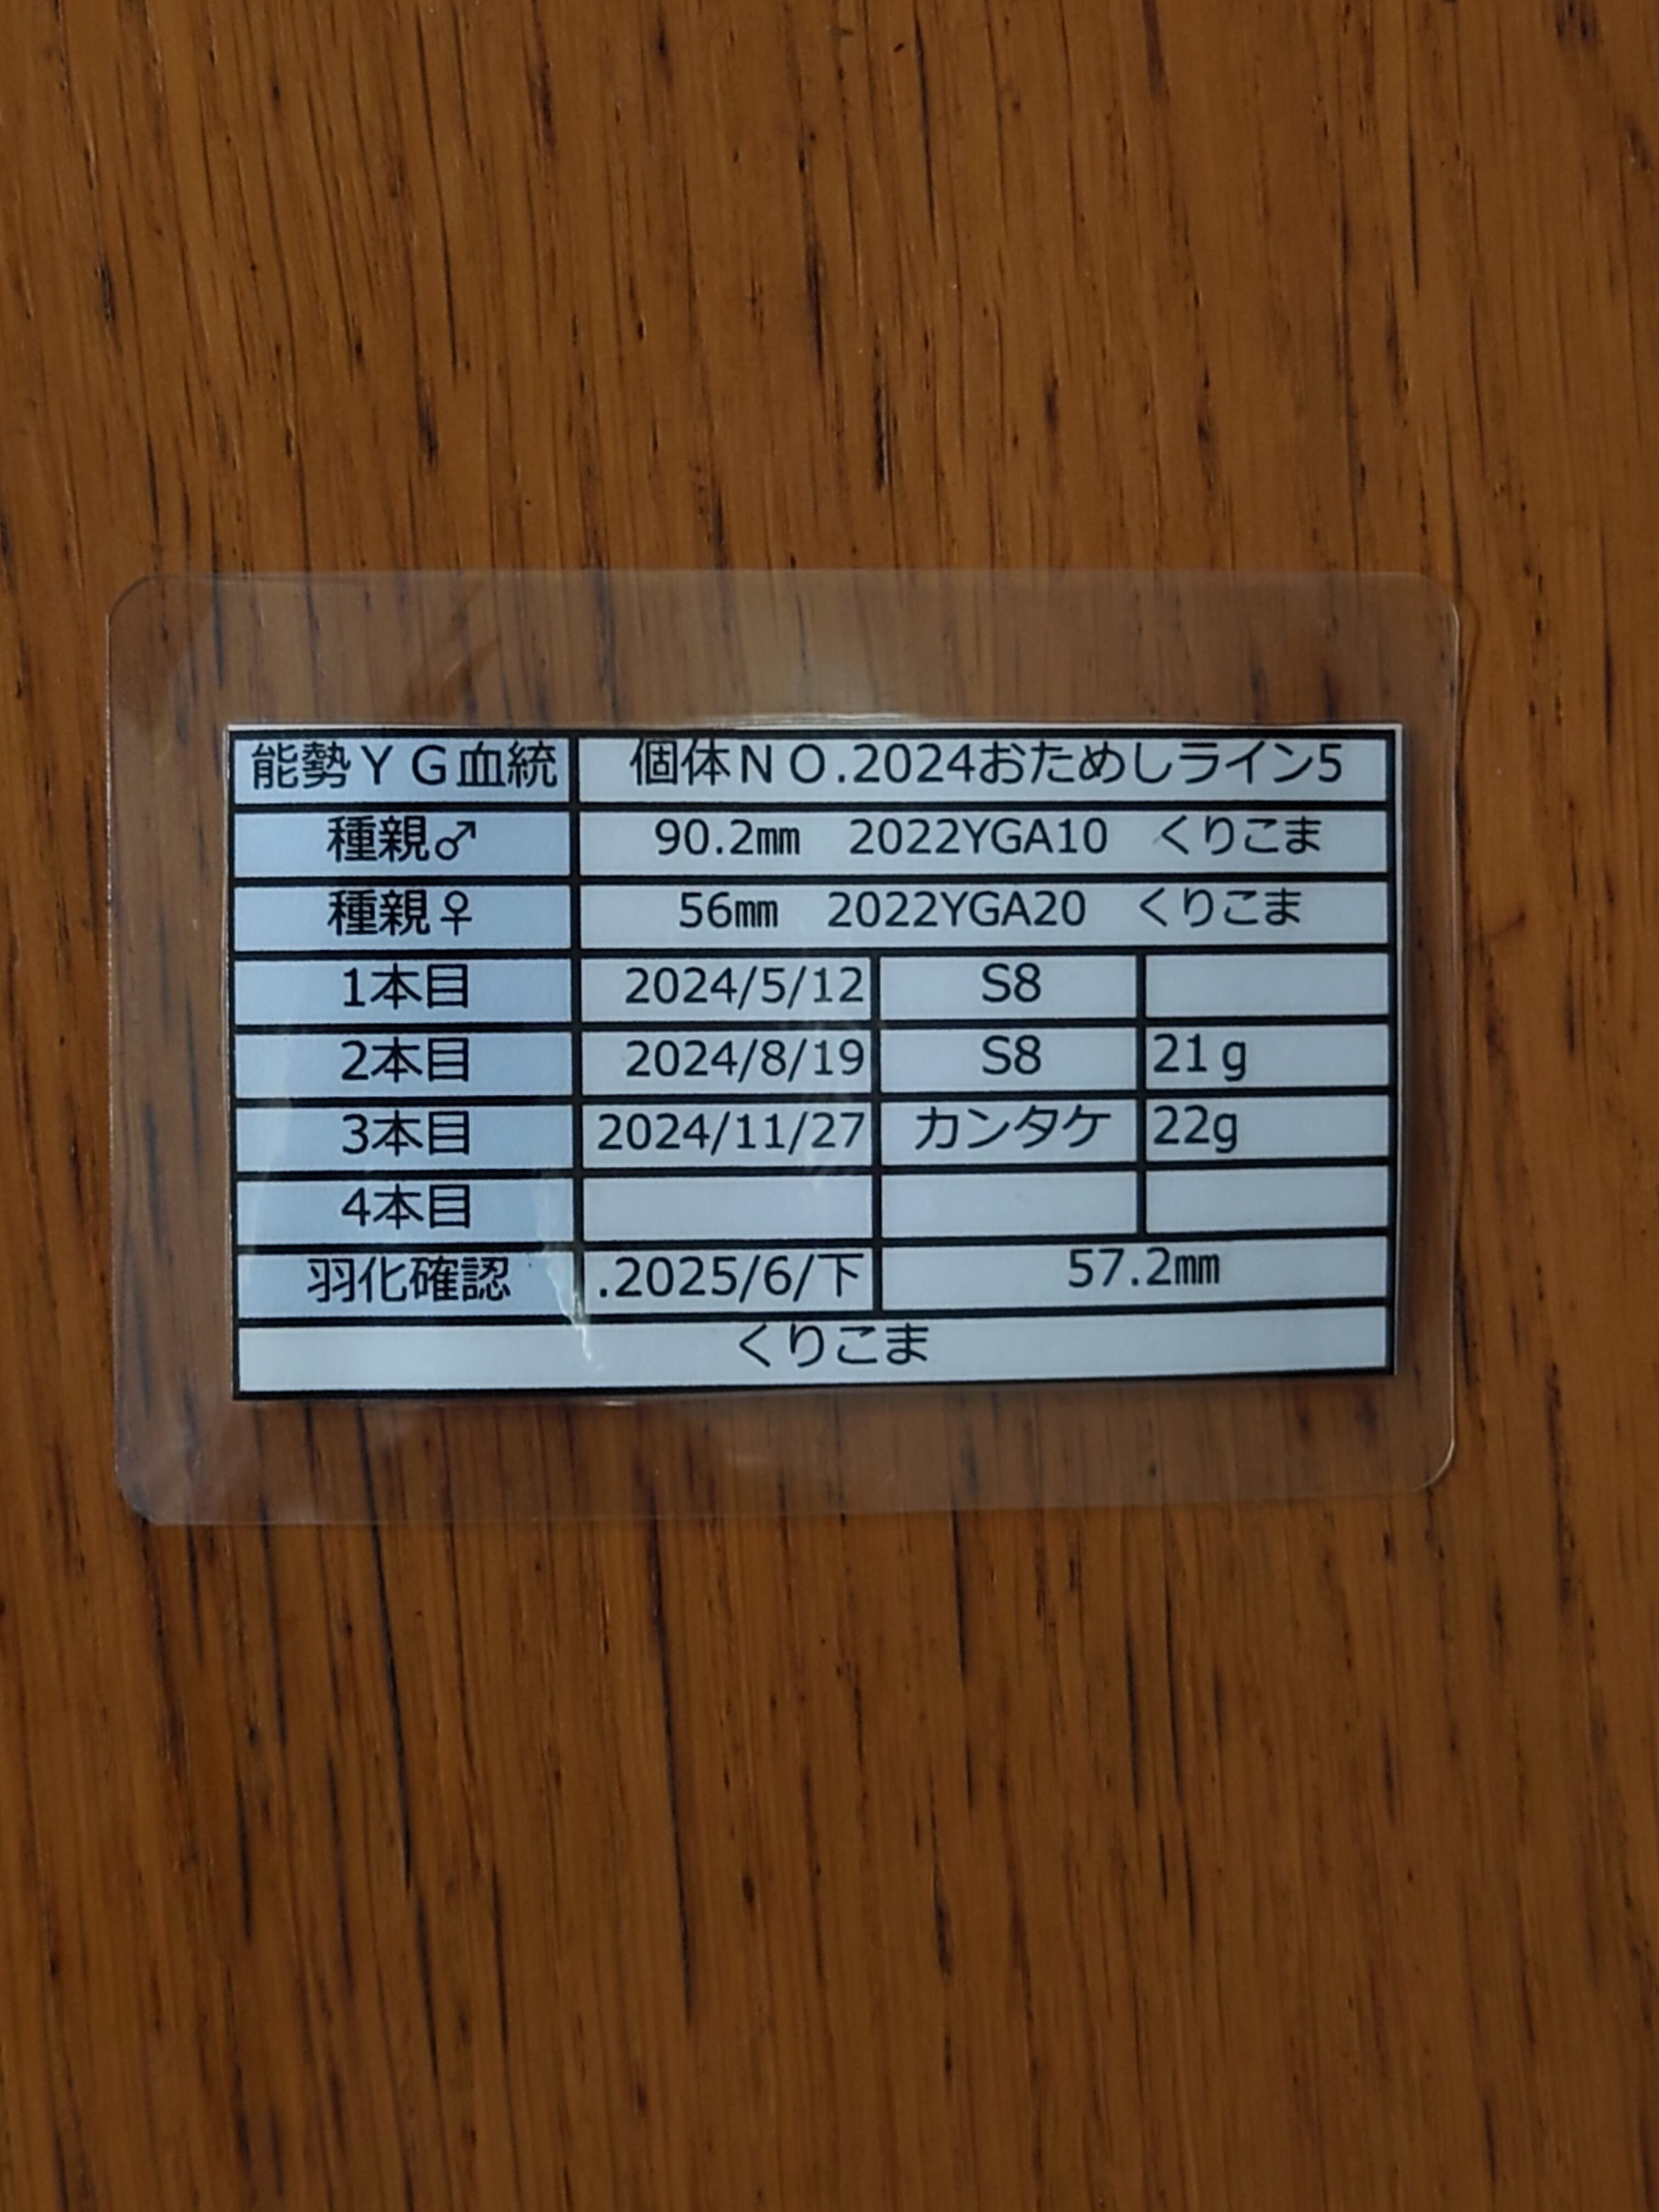 能勢ＹＧ血統 個体ＮＯ.2024おためしライン5
種親♂ 90.2㎜ 2022YGA10 くりこま
種親♀ 56㎜ 2022YGA20 くりこま
1本目 2024/5/12 S8
2本目 2024/8/19 S8 21ｇ
3本目 2024/11/27 カンタケ 22g
4本目
羽化確認 .2025/6/下 57.2㎜
くりこま